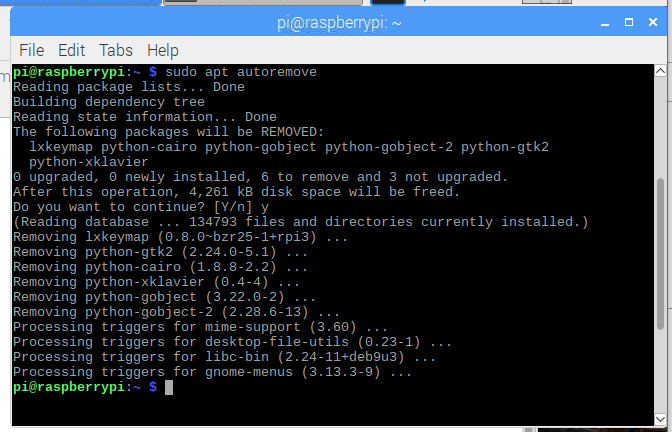 pi@raspberrypi: ~
File Edit Tabs Help
pi@raspberrypi:~ $ sudo apt autoremove
Reading package lists... Done
Building dependency tree
Reading state information... Done
The following packages will be REMOVED:
  lxkeymap python-cairo python-gobject python-gobject-2 python-gtk2
  python-xklavier
0 upgraded, 0 newly installed, 6 to remove and 3 not upgraded.
After this operation, 4,261 kB disk space will be freed.
Do you want to continue? [Y/n] y
(Reading database ... 134793 files and directories currently installed.)
Removing lxkeymap (0.8.0~bzr25-1+rpi3) ...
Removing python-gtk2 (2.24.0-5.1) ...
Removing python-cairo (1.8.8-2.2) ...
Removing python-xklavier (0.4-4) ...
Removing python-gobject (3.22.0-2) ...
Removing python-gobject-2 (2.28.6-13) ...
Processing triggers for mime-support (3.60) ...
Processing triggers for desktop-file-utils (0.23-1) ...
Processing triggers for libc-bin (2.24-11+deb9u3) ...
Processing triggers for gnome-menus (3.13.3-9) ...
pi@raspberrypi:~ $